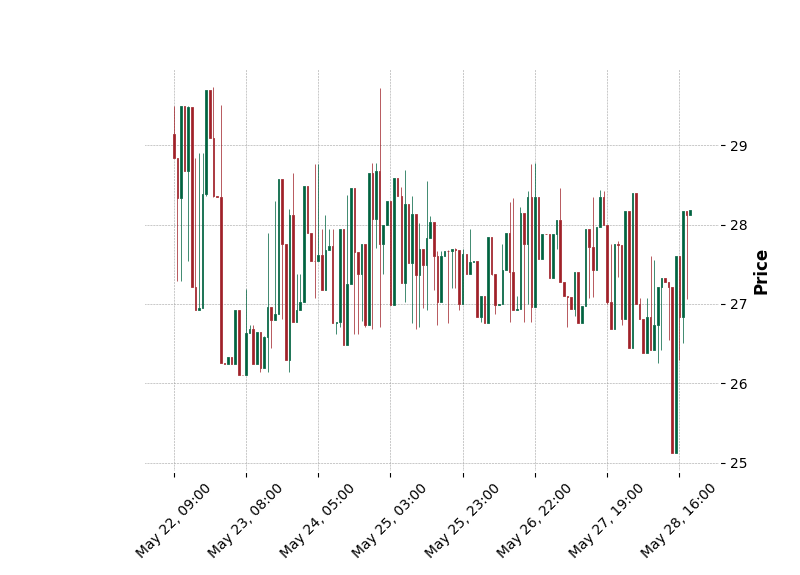 29
28
27
26
25
Price
May 22, 09:00
May 23, 08:00
May 24, 05:00
May 25, 03:00
May 25, 23:00
May 26, 22:00
May 27, 19:00
May 28, 16:00